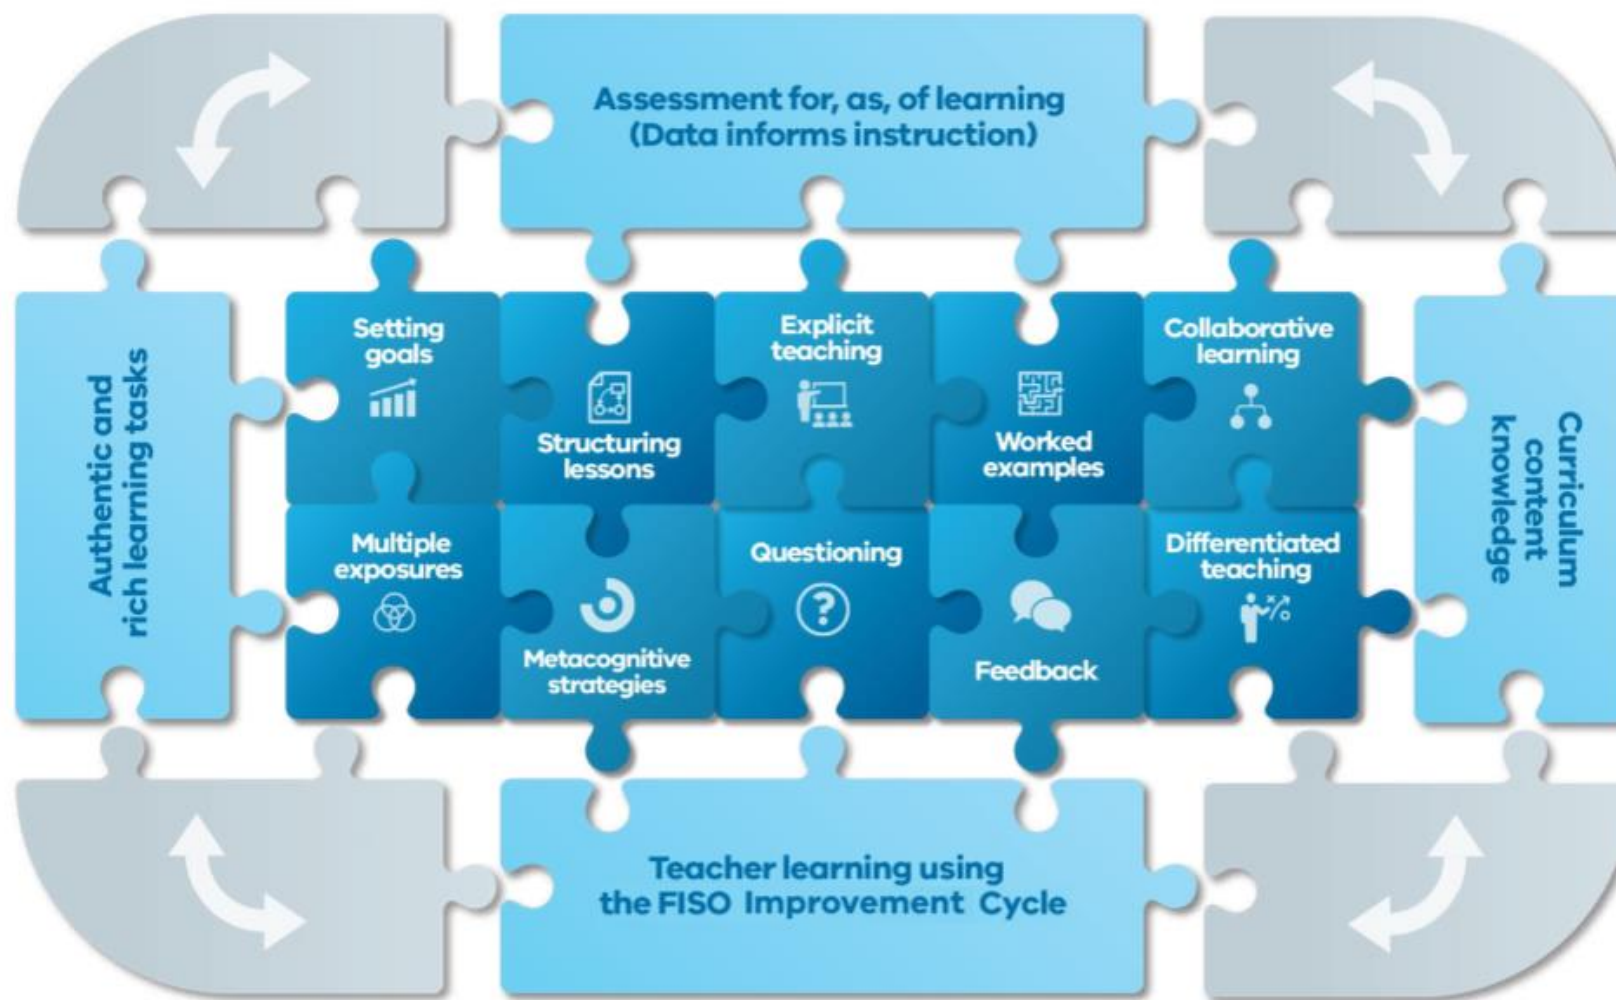 Assessment for, as, of learning
(Data informs instruction)
Authentic and
rich learning tasks
Setting
goals
Structuring
lessons
Explicit
teaching
Worked
examples
Collaborative
learning
Multiple
exposures
Metacognitive
strategies
Questioning
?
Feedback
Differentiated
teaching
Curriculum
content
knowledge
Teacher learning using
the FISO Improvement Cycle